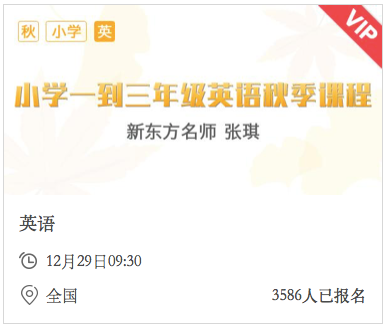 秋 小学 英
VIP
小学一到三年级英语秋季课程
新东方名师 张琪
英语
12月29日09:30
全国 3586人已报名